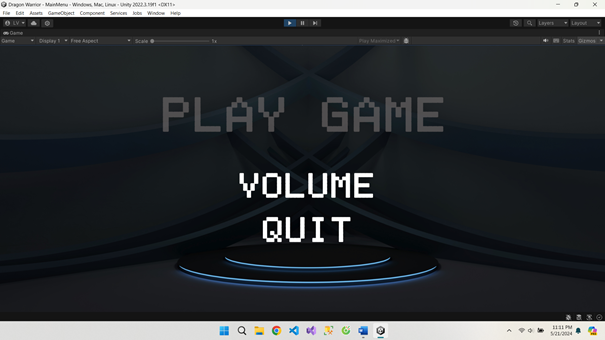 Dragon Warrior - MainMenu - Windows, Mac, Linux - Unity 2022.3.19f1 <DX11>
File Edit Assets GameObject Component Services Jobs Window Help
LV Layers Layout
Game
Game Display 1 Free Aspect Scale 1x Play Maximized Stats Gizmos
PLAY GAME
VOLUME
QUIT
11:11 PM
5/21/2024